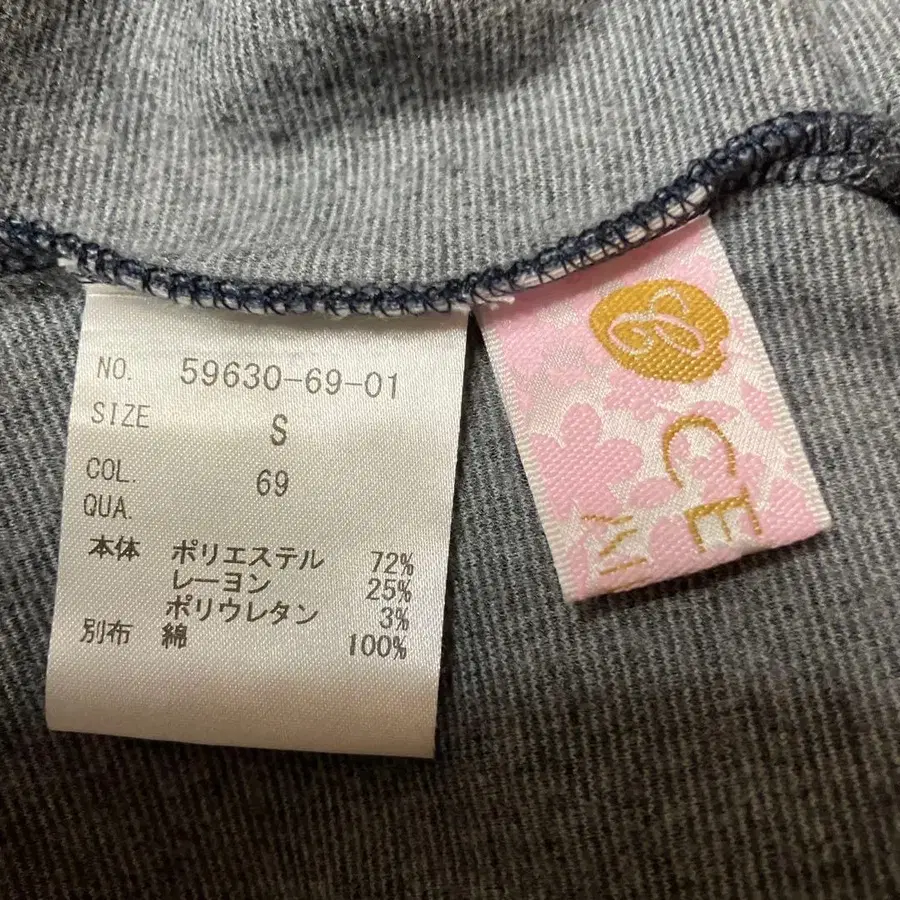 NO. 59630-69-01
SIZE S
COL. 69
QUA.
本体 ポリエステル 72%
レーヨン 25%
ポリウレタン 3%
別布 綿 100%
CE